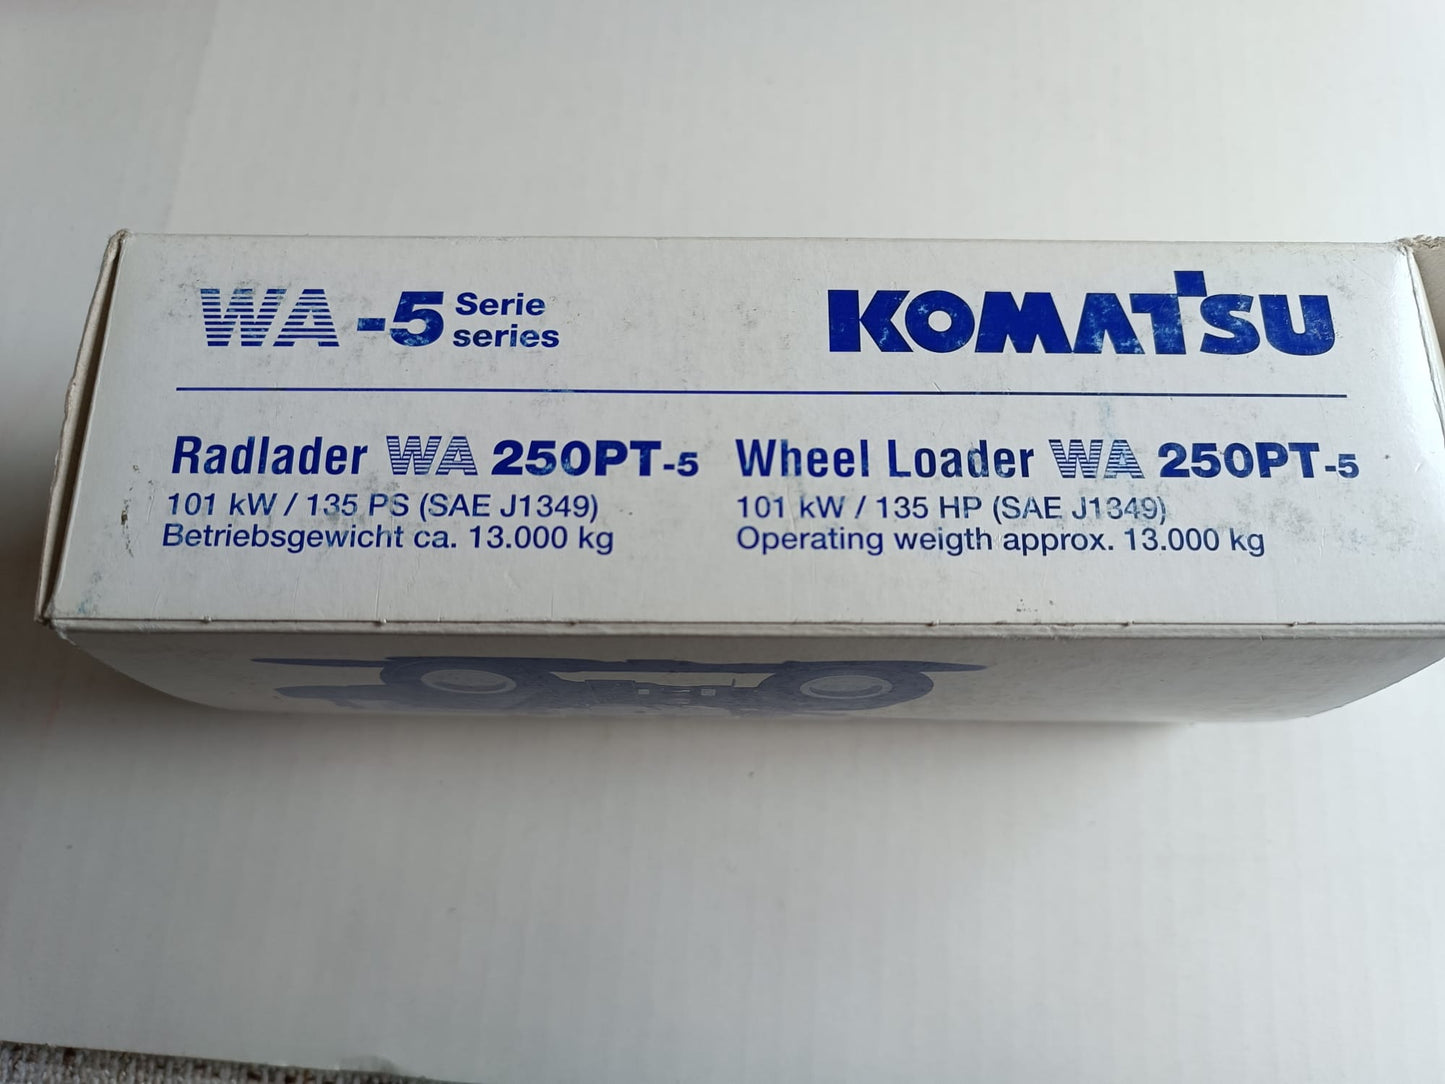 WA -5 Serie
series
KOMATSU
Radlader WA 250PT-5
101 kW / 135 PS (SAE J1349)
Betriebsgewicht ca. 13.000 kg
Wheel Loader WA 250PT-5
101 kW / 135 HP (SAE J1349)
Operating weigth approx. 13.000 kg